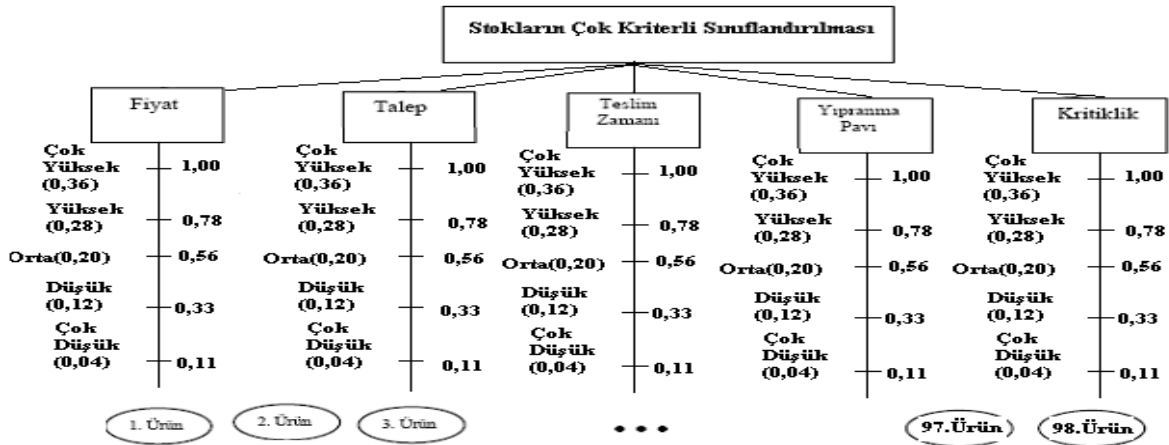 Stokların Çok Kriterli Sınıflandırılması
Fiyat
Çok
Yüksek
(0,36)
1,00
Yüksek
(0,28)
0,78
Orta(0,20)
0,56
Düşük
(0,12)
0,33
Çok
Düşük
(0,04)
0,11
Talep
Çok
Yüksek
(0,36)
1,00
Yüksek
(0,28)
0,78
Orta(0,20)
0,56
Düşük
(0,12)
0,33
Çok
Düşük
(0,04)
0,11
Teslim
Zamanı
Çok
Yüksek
(0,36)
1,00
Yüksek
(0,28)
0,78
Orta(0,20)
0,56
Düşük
(0,12)
0,33
Çok
Düşük
(0,04)
0,11
Yıpranma
Pavı
Çok
Yüksek
(0,36)
1,00
Yüksek
(0,28)
0,78
Orta(0,20)
0,56
Düşük
(0,12)
0,33
Çok
Düşük
(0,04)
0,11
Kritiklik
Çok
Yüksek
(0,36)
1,00
Yüksek
(0,28)
0,78
Orta(0,20)
0,56
Düşük
(0,12)
0,33
Çok
Düşük
(0,04)
0,11
1. Ürün
2. Ürün
3. Ürün
• • •
97.Ürün
98.Ürün